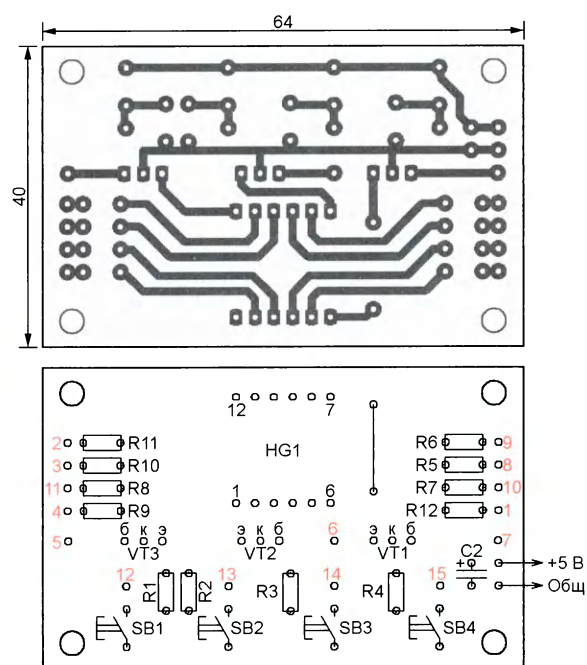 64
40
12 7
2 R11 HG1 R6 9
3 R10 R5 8
11 R8 R7 10
4 R9 1 6 R12 1
б к э э к б 6 э к б
5 VT3 VT2 VT1 7
C2
+
+5 В
12 R1 R2 13 R3 14 R4 15
Общ
SB1 SB2 SB3 SB4